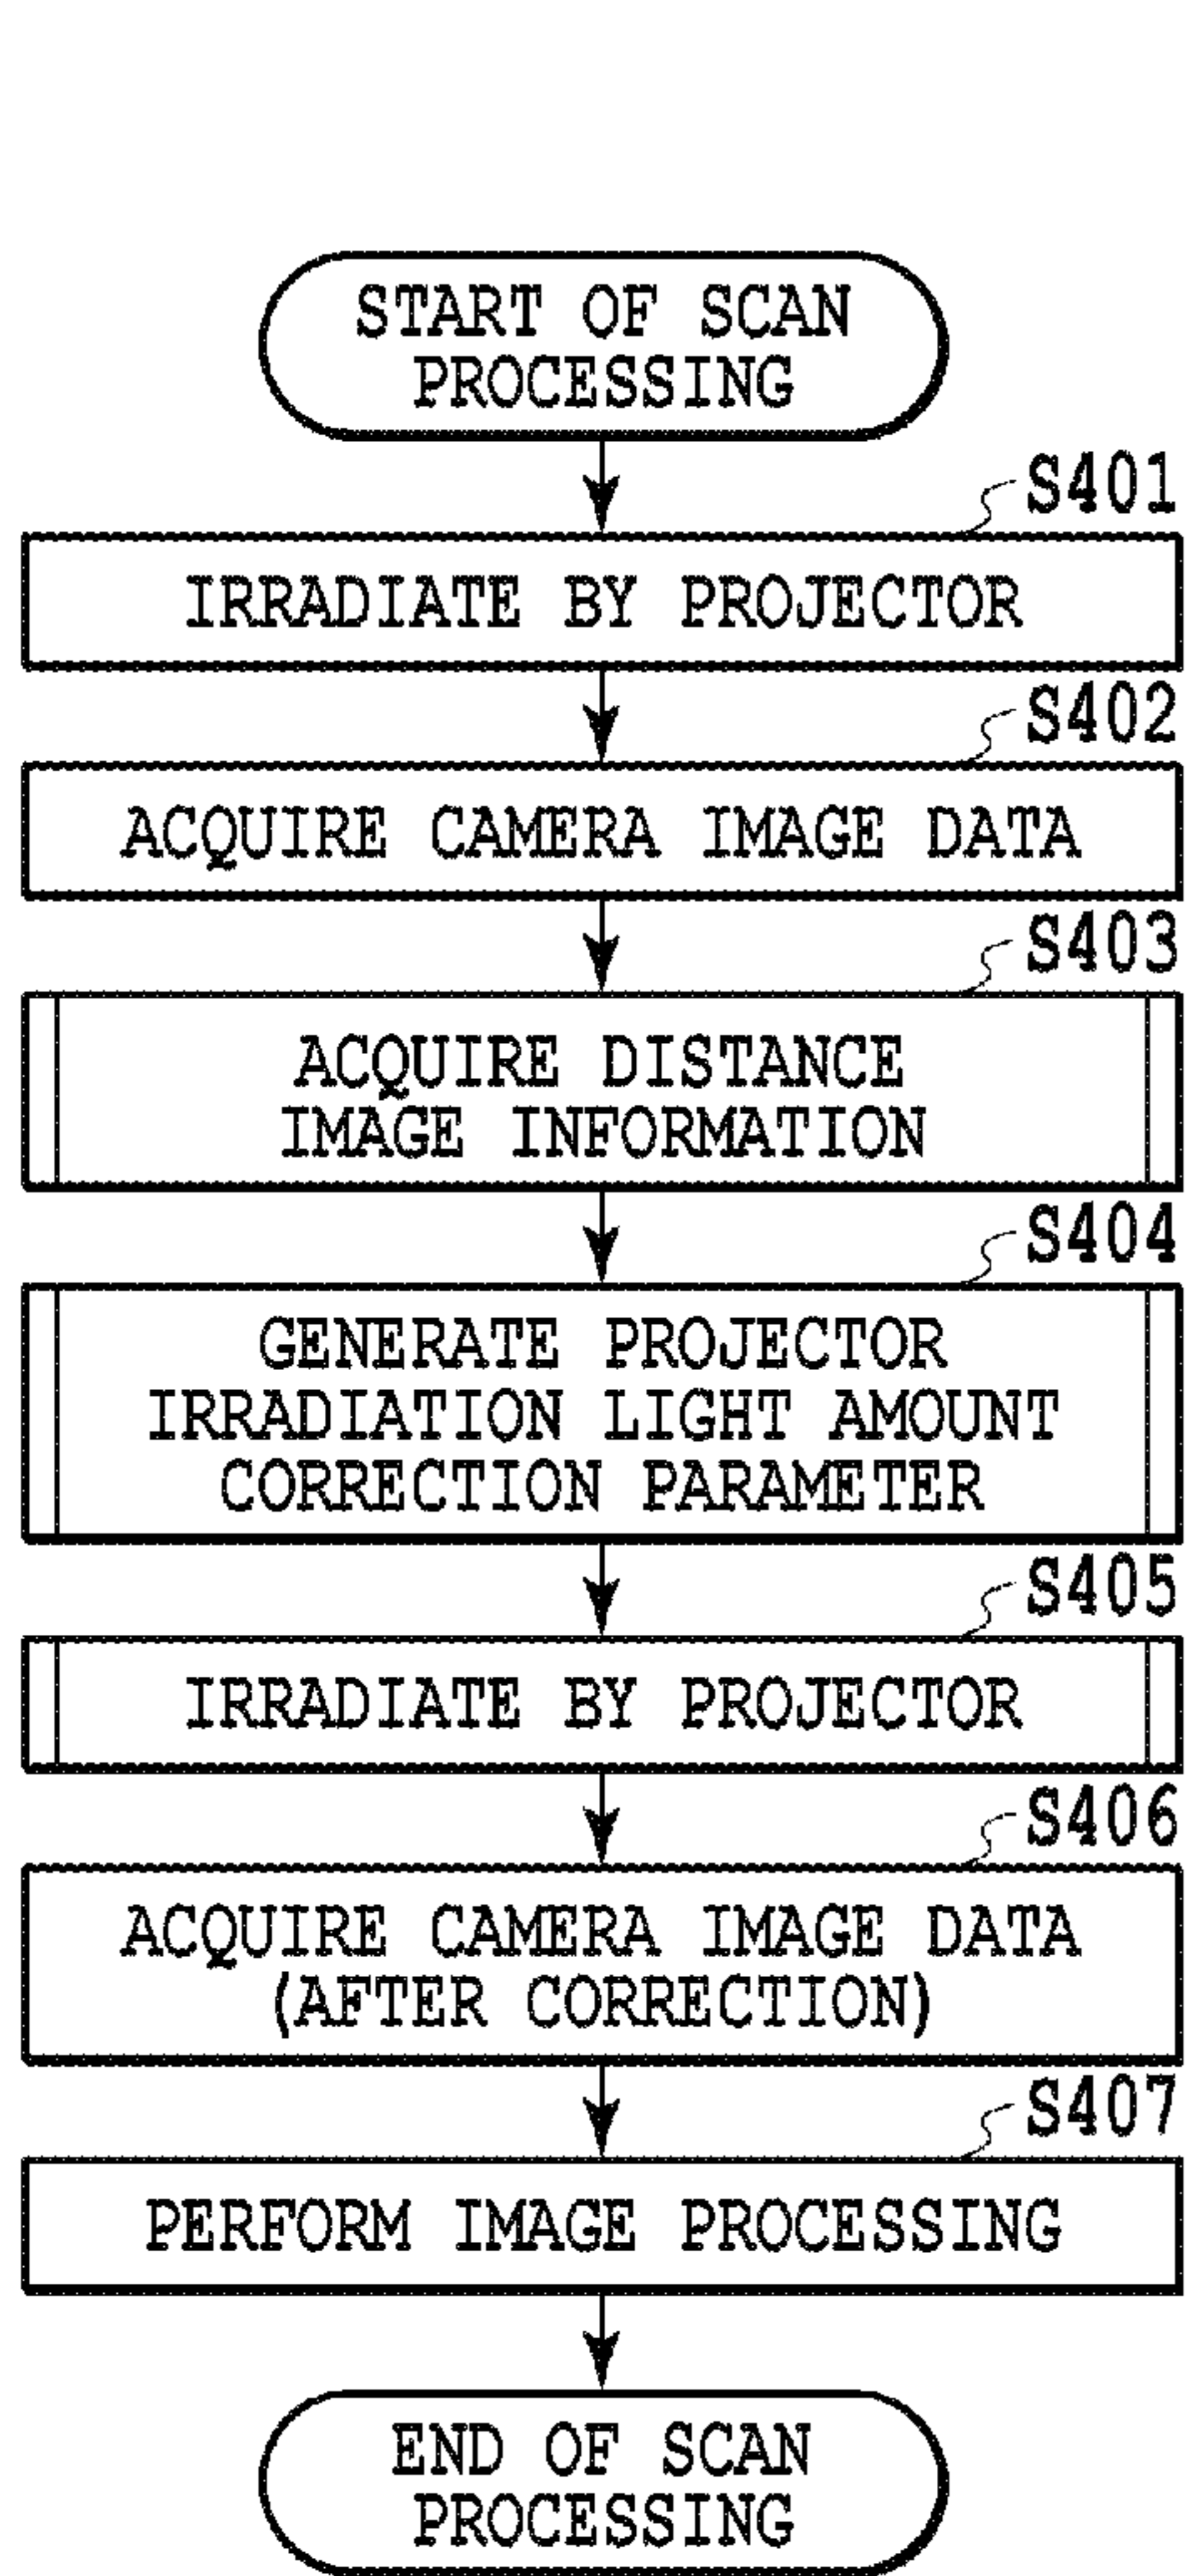 START OF SCAN
PROCESSING
S401
IRRADIATE BY PROJECTOR
S402
ACQUIRE CAMERA IMAGE DATA
S403
ACQUIRE DISTANCE
IMAGE INFORMATION
S404
GENERATE PROJECTOR
IRRADIATION LIGHT AMOUNT
CORRECTION PARAMETER
S405
IRRADIATE BY PROJECTOR
S406
ACQUIRE CAMERA IMAGE DATA
(AFTER CORRECTION)
S407
PERFORM IMAGE PROCESSING
END OF SCAN
PROCESSING